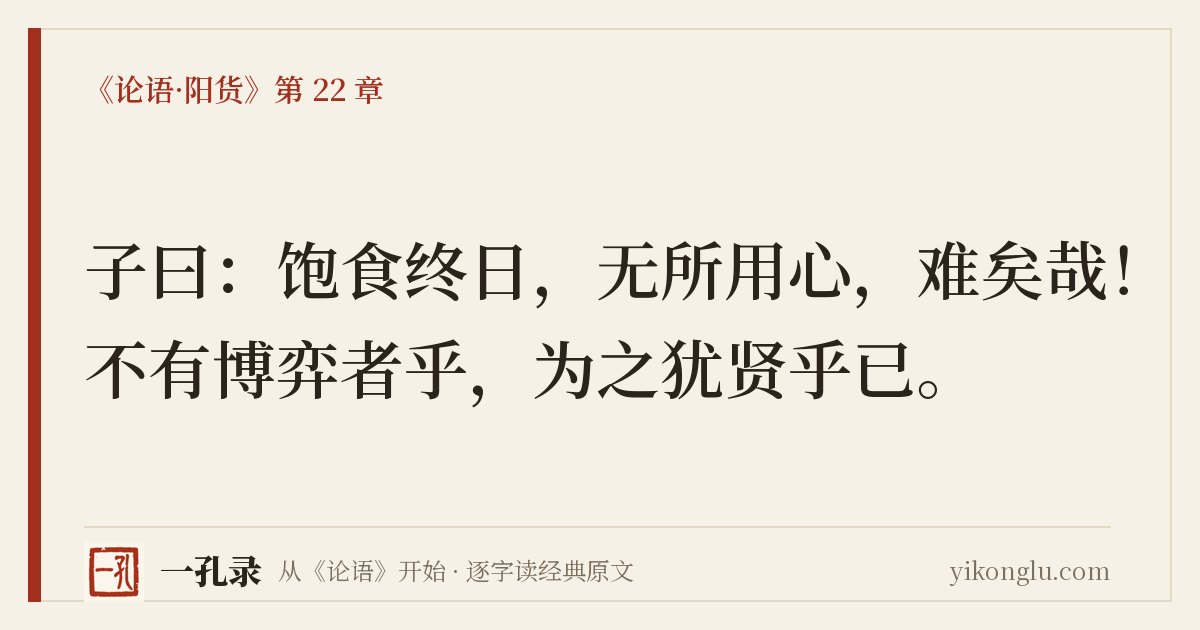 《论语·阳货》第 22 章
子曰：饱食终日，无所用心，难矣哉！
不有博弈者乎，为之犹贤乎已。
一孔
一孔录 从《论语》开始 · 逐字读经典原文 yikonglu.com